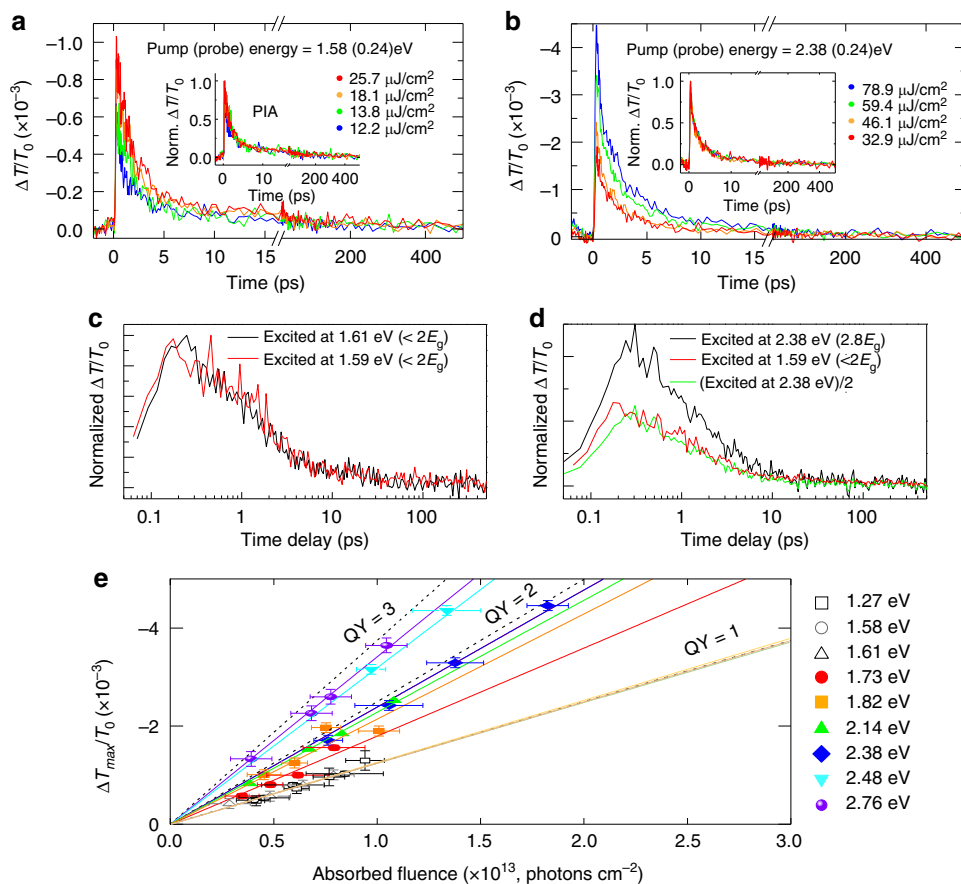 a
Pump (probe) energy = 1.58 (0.24)eV
ΔT/T0 (×10−3)
−1.0
−0.8
−0.6
−0.4
−0.2
0.0
0 5 10 15 200 400
Time (ps)
Norm. ΔT/T0
1.0
0.5
0.0
PIA
0 10 200 400
Time (ps)
25.7 μJ/cm2
18.1 μJ/cm2
13.8 μJ/cm2
12.2 μJ/cm2
b
Pump (probe) energy = 2.38 (0.24)eV
ΔT/T0 (×10−3)
−4
−3
−2
−1
0
0 5 10 15 200 400
Time (ps)
Norm. ΔT/T0
1.0
0.5
0.0
0 10 200 400
Time (ps)
78.9 μJ/cm2
59.4 μJ/cm2
46.1 μJ/cm2
32.9 μJ/cm2
c
Excited at 1.61 eV (< 2Eg)
Excited at 1.59 eV (< 2Eg)
Normalized ΔT/T0
0.1 1 10 100
Time delay (ps)
d
Excited at 2.38 eV (2.8Eg)
Excited at 1.59 eV (<2Eg)
(Excited at 2.38 eV)/2
Normalized ΔT/T0
0.1 1 10 100
Time delay (ps)
e
ΔTmax/T0 (×10−3)
−4
−2
0
QY = 3
QY = 2
QY = 1
0 1.0 1.5 2.0 2.5 3.0
Absorbed fluence (×1013, photons cm−2)
1.27 eV
1.58 eV
1.61 eV
1.73 eV
1.82 eV
2.14 eV
2.38 eV
2.48 eV
2.76 eV